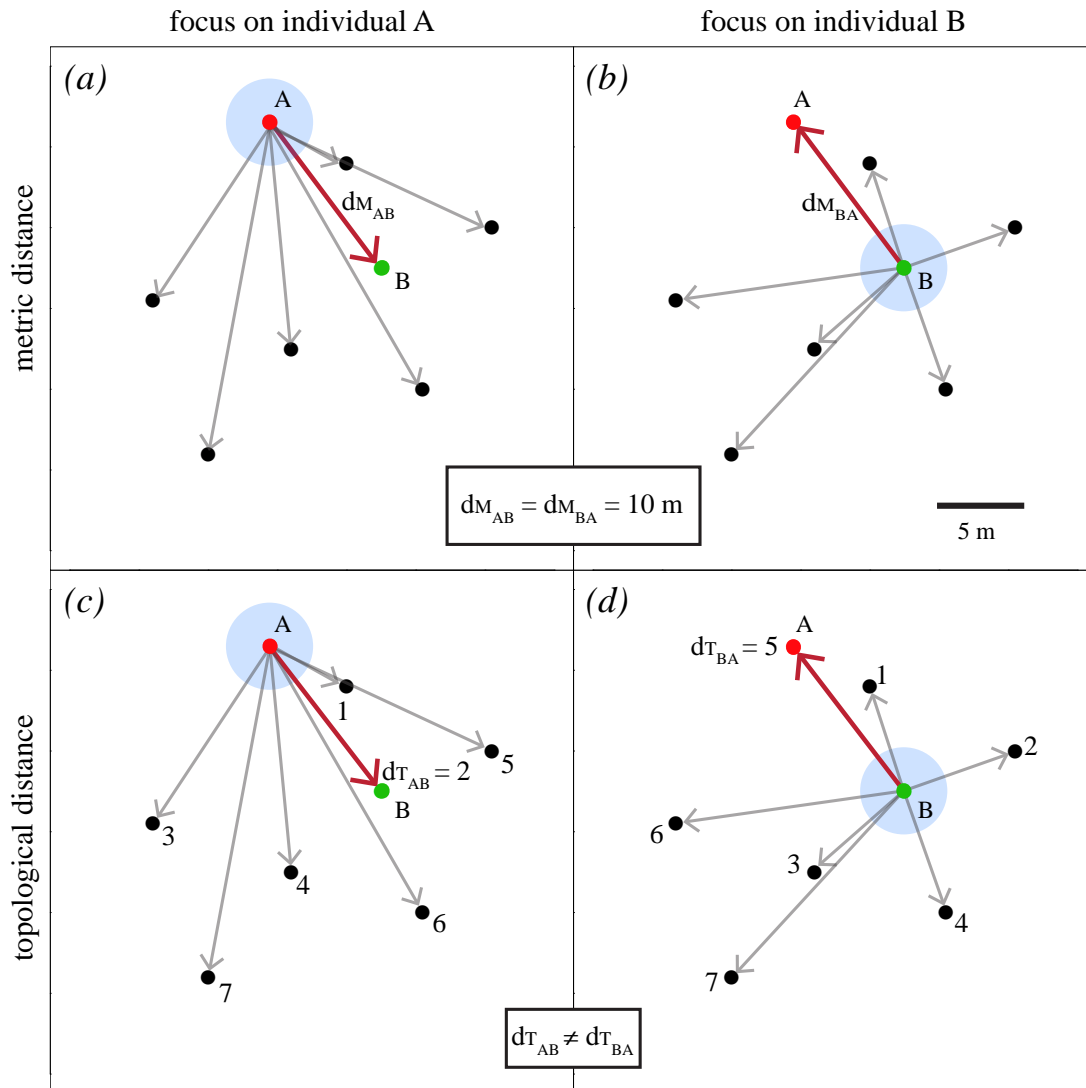 focus on individual A
focus on individual B
metric distance
(a)
A
dM_AB
B
(b)
A
dM_BA
B
dM_AB = dM_BA = 10 m
5 m
topological distance
(c)
A
1
dT_AB = 2
5
B
3
4
6
7
(d)
A
dT_BA = 5
1
2
B
6
3
4
7
dT_AB ≠ dT_BA